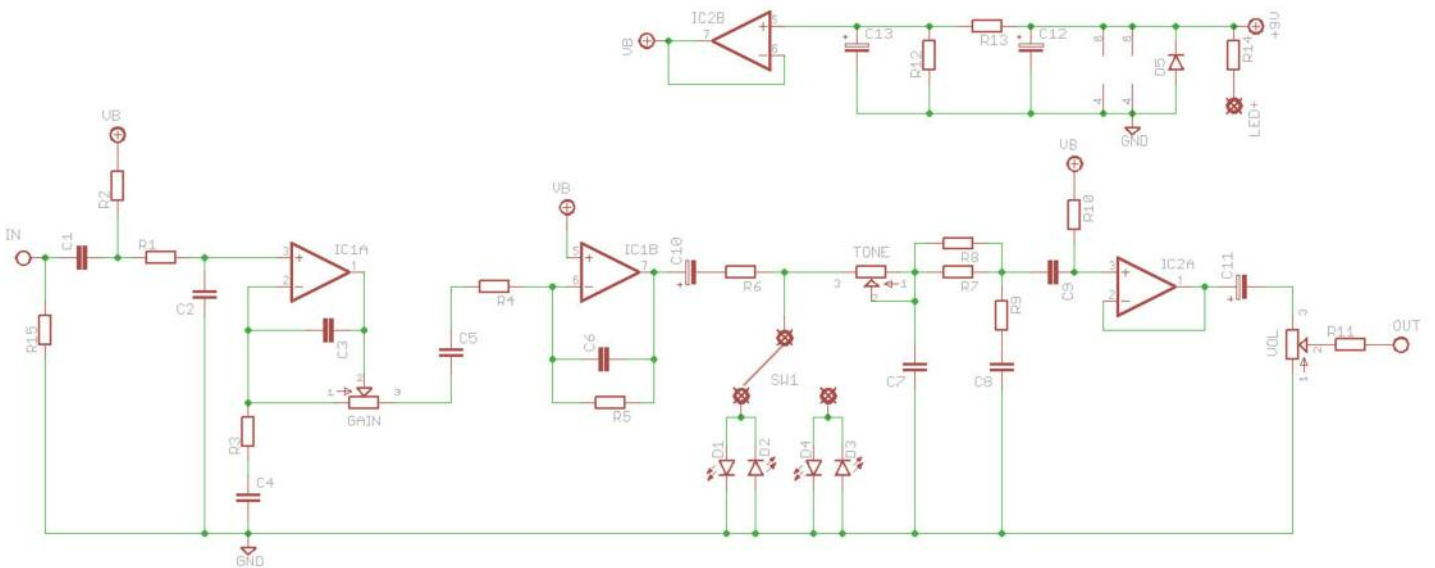 IC2B
VB
7
5
6
C13
R12
R13
C12
8
8
4
4
D5
R14
+9V
LED+
GND
VB
R2
IN
C1
R1
R15
C2
3
2
IC1A
1
C3
1
2
3
GAIN
R3
C4
GND
C5
R4
VB
5
6
IC1B
7
C6
R5
C10
R6
SW1
D1
D2
D4
D3
TONE
3
2
1
R8
R7
R9
C7
C8
VB
R10
C9
3
2
IC2A
1
C11
VOL
3
2
1
R11
OUT